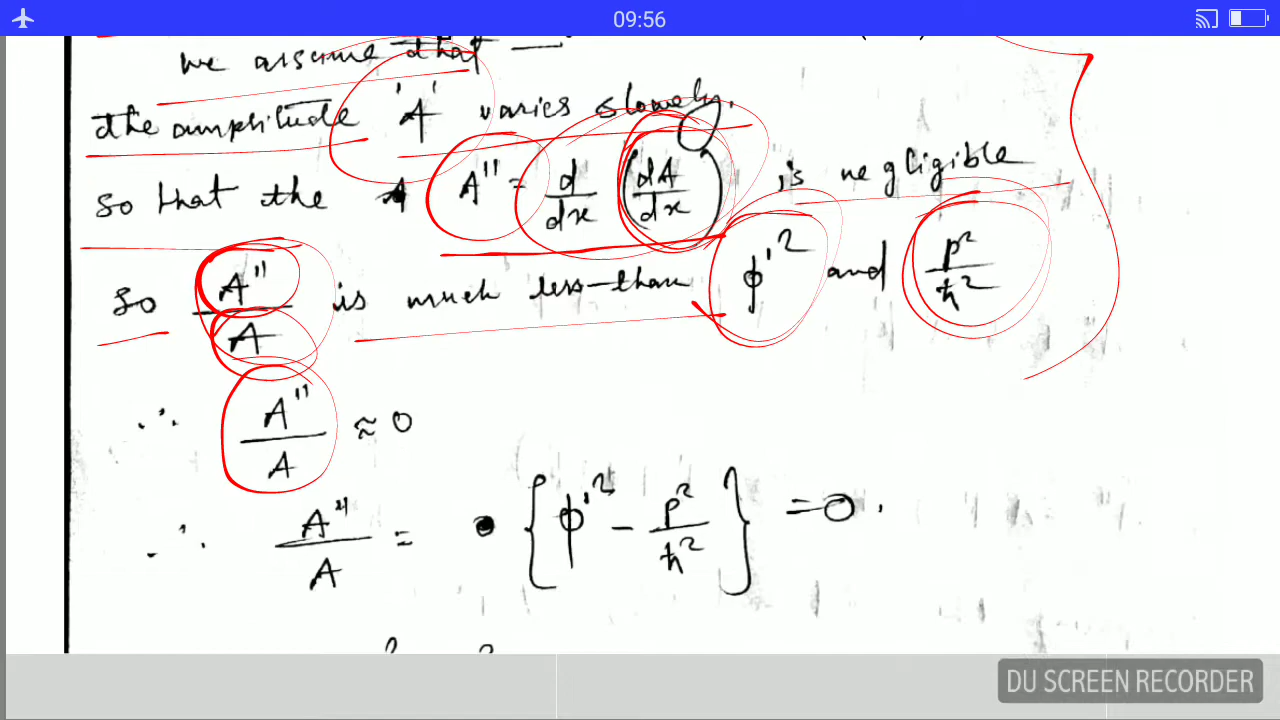 09:56
we assume that —
the amplitude 'A' varies slowly.
so that the A'' = d/dx (dA/dx) is negligible
so A''/A is much less than φ'² and p²/ħ²
∴ A''/A ≈ 0
∴ A''/A = { φ'² - p²/ħ² } = 0.
DU SCREEN RECORDER